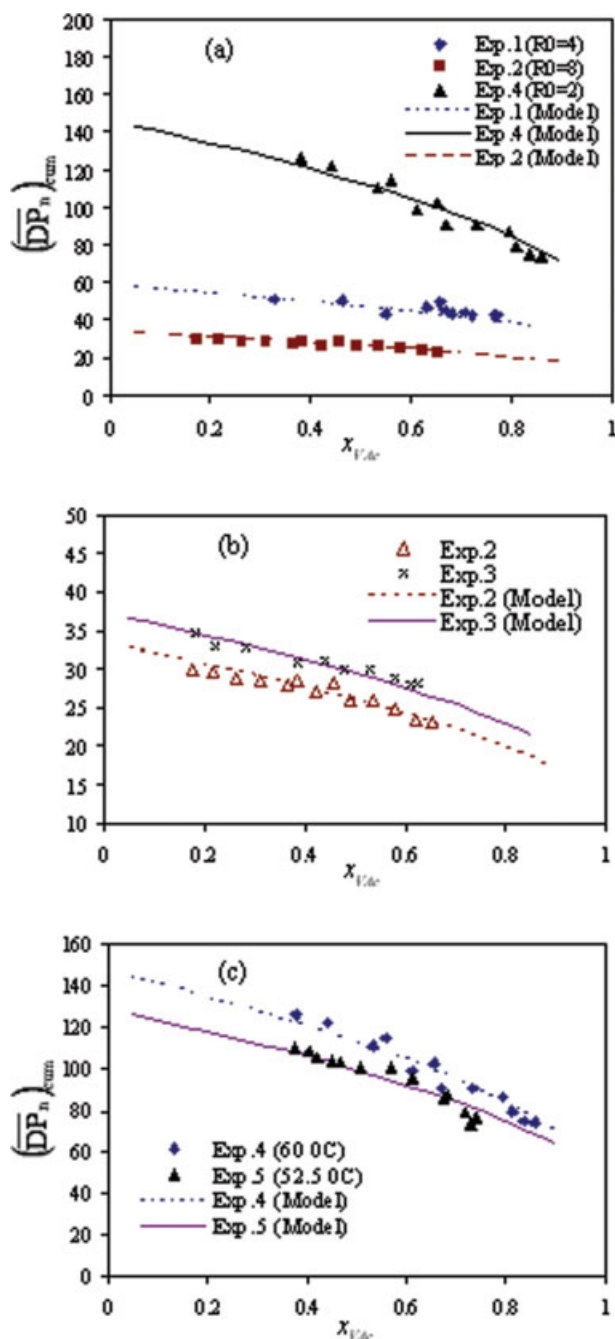 (a)
200
180
160
140
120
100
80
60
40
20
0
0
0.2
0.4
0.6
0.8
1
(DPn)cum
xVAc
Exp.1 (R0=4)
Exp.2 (R0=8)
Exp.4 (R0=2)
Exp.1 (Model)
Exp.4 (Model)
Exp.2 (Model)
(b)
50
45
40
35
30
25
20
15
10
0
0.2
0.4
0.6
0.8
1
xVAc
Exp.2
Exp.3
Exp.2 (Model)
Exp.3 (Model)
(c)
160
140
120
100
80
60
40
20
0
0
0.2
0.4
0.6
0.8
1
(DPn)cum
xVAc
Exp.4 (60 0C)
Exp.5 (52.5 0C)
Exp.4 (Model)
Exp.5 (Model)